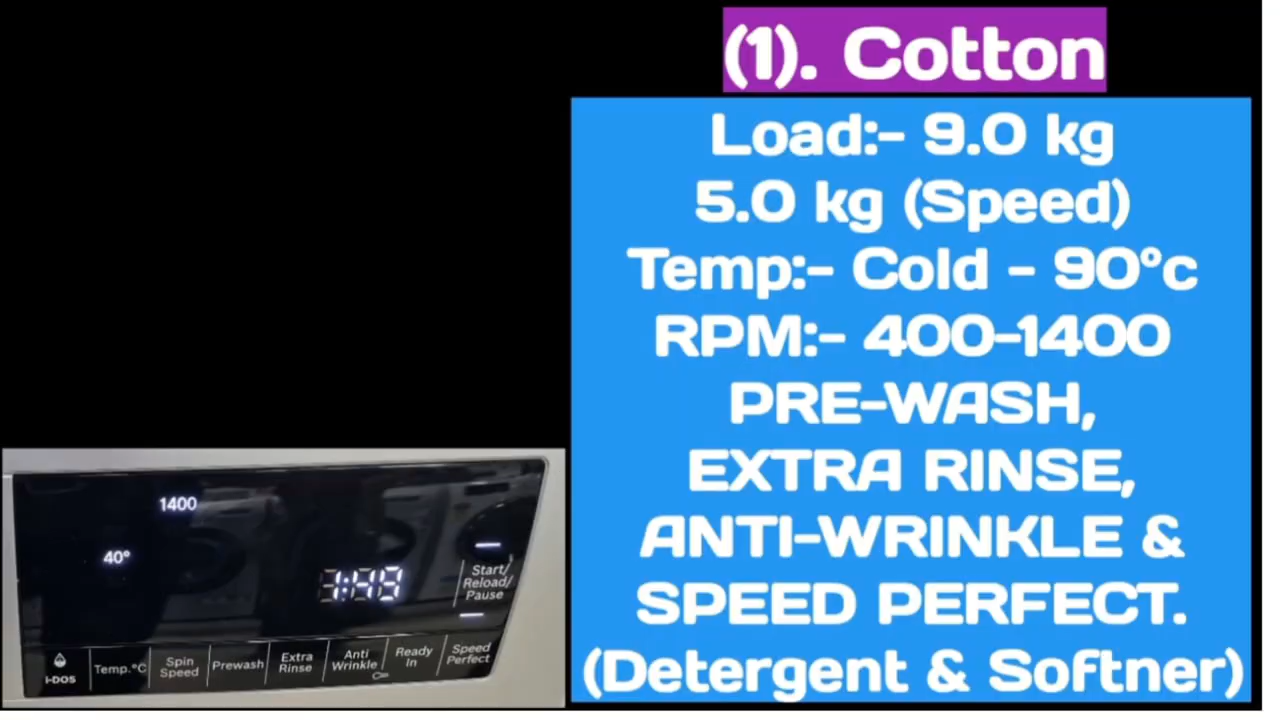 (1). Cotton
Load:- 9.0 kg
5.0 kg (Speed)
Temp:- Cold - 90°c
RPM:- 400-1400
PRE-WASH,
EXTRA RINSE,
ANTI-WRINKLE &
SPEED PERFECT.
(Detergent & Softner)
1400
40°
1:49
Start/
Reload/
Pause
i-DOS
Temp.°C
Spin
Speed
Prewash
Extra
Rinse
Anti
Wrinkle
Ready
In
Speed
Perfect